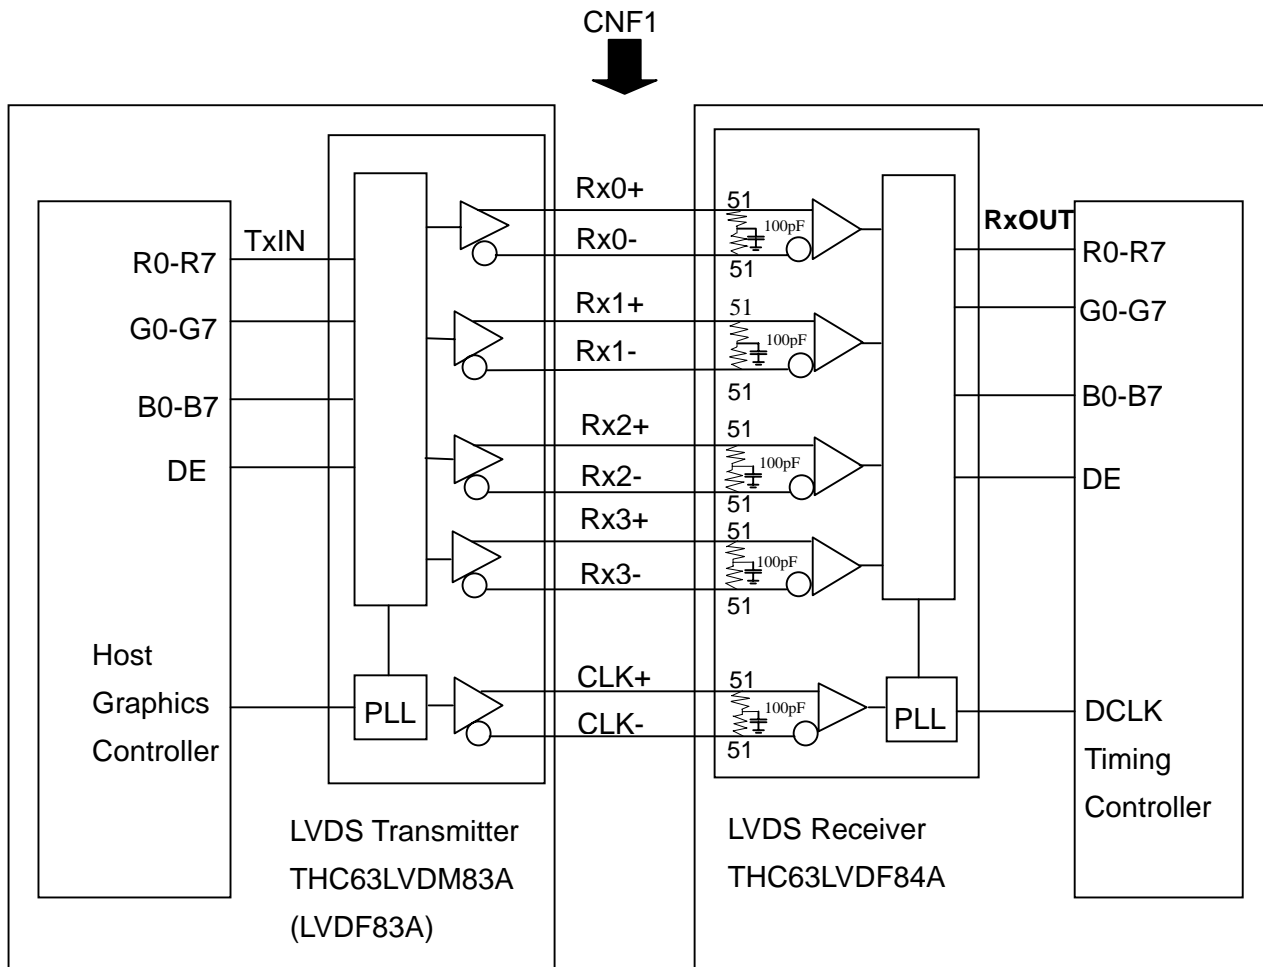 CNF1
TxIN
R0-R7
G0-G7
B0-B7
DE
Host
Graphics
Controller
PLL
LVDS Transmitter
THC63LVDM83A
(LVDF83A)
Rx0+
Rx0-
Rx1+
Rx1-
Rx2+
Rx2-
Rx3+
Rx3-
CLK+
CLK-
51
100pF
51
51
100pF
51
51
100pF
51
51
100pF
51
51
100pF
51
PLL
LVDS Receiver
THC63LVDF84A
RxOUT
R0-R7
G0-G7
B0-B7
DE
DCLK
Timing
Controller